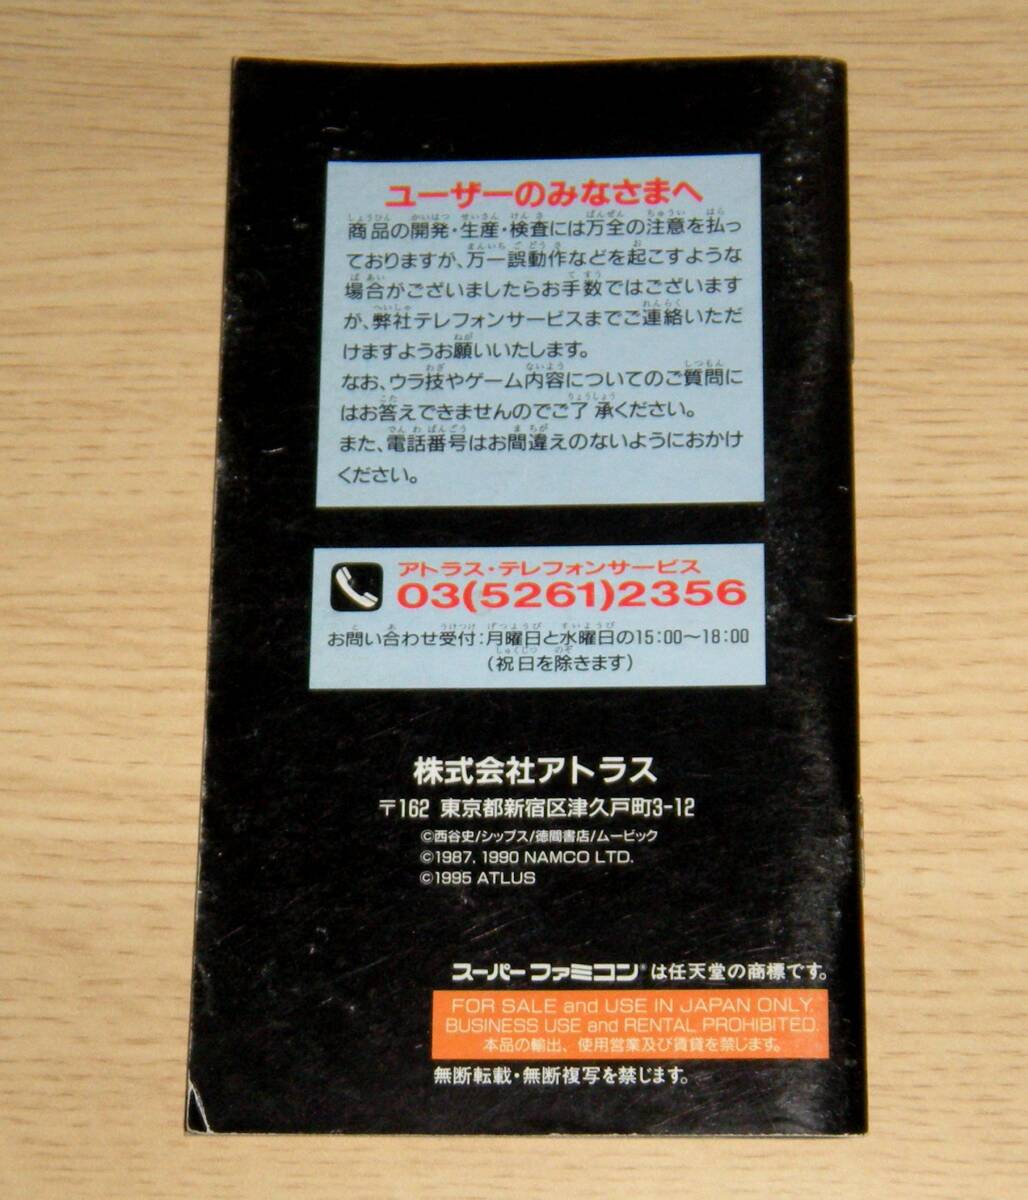 ユーザーのみなさまへ
商品の開発・生産・検査には万全の注意を払っ
ておりますが、万一誤動作などを起こすような
場合がございましたらお手数ではございます
が、弊社テレフォンサービスまでご連絡いただ
けますようお願いいたします。
なお、ウラ技やゲーム内容についてのご質問に
はお答えできませんのでご了承ください。
また、電話番号はお間違えのないようにおかけ
ください。
アトラス・テレフォンサービス
03(5261)2356
お問い合わせ受付:月曜日と水曜日の15:00〜18:00
(祝日を除きます)
株式会社アトラス
〒162 東京都新宿区津久戸町3-12
©西谷史/シップス/徳間書店/ムービック
©1987, 1990 NAMCO LTD.
©1995 ATLUS
スーパーファミコン®は任天堂の商標です。
FOR SALE and USE IN JAPAN ONLY.
BUSINESS USE and RENTAL PROHIBITED.
本品の輸出、使用営業及び賃貸を禁じます。
無断転載・無断複写を禁じます。